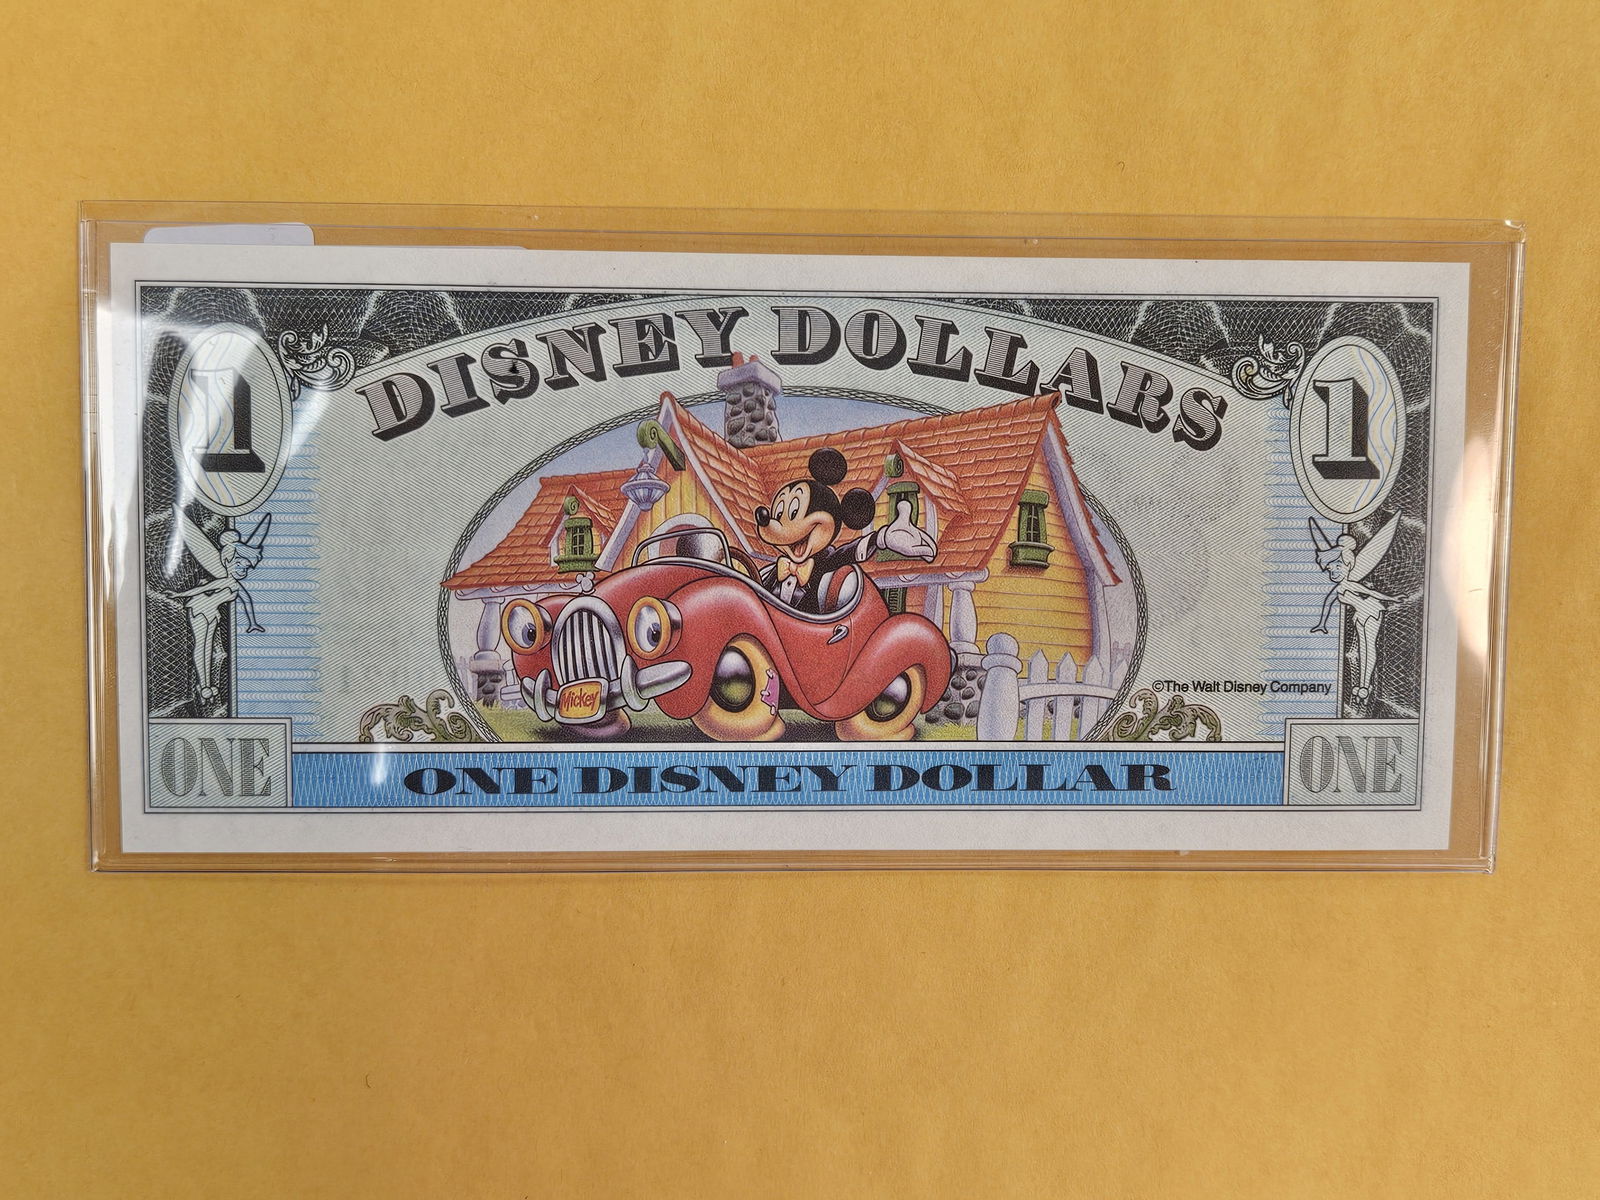 DISNEY DOLLARS
1
1
Mickey
©The Walt Disney Company
ONE
ONE DISNEY DOLLAR
ONE